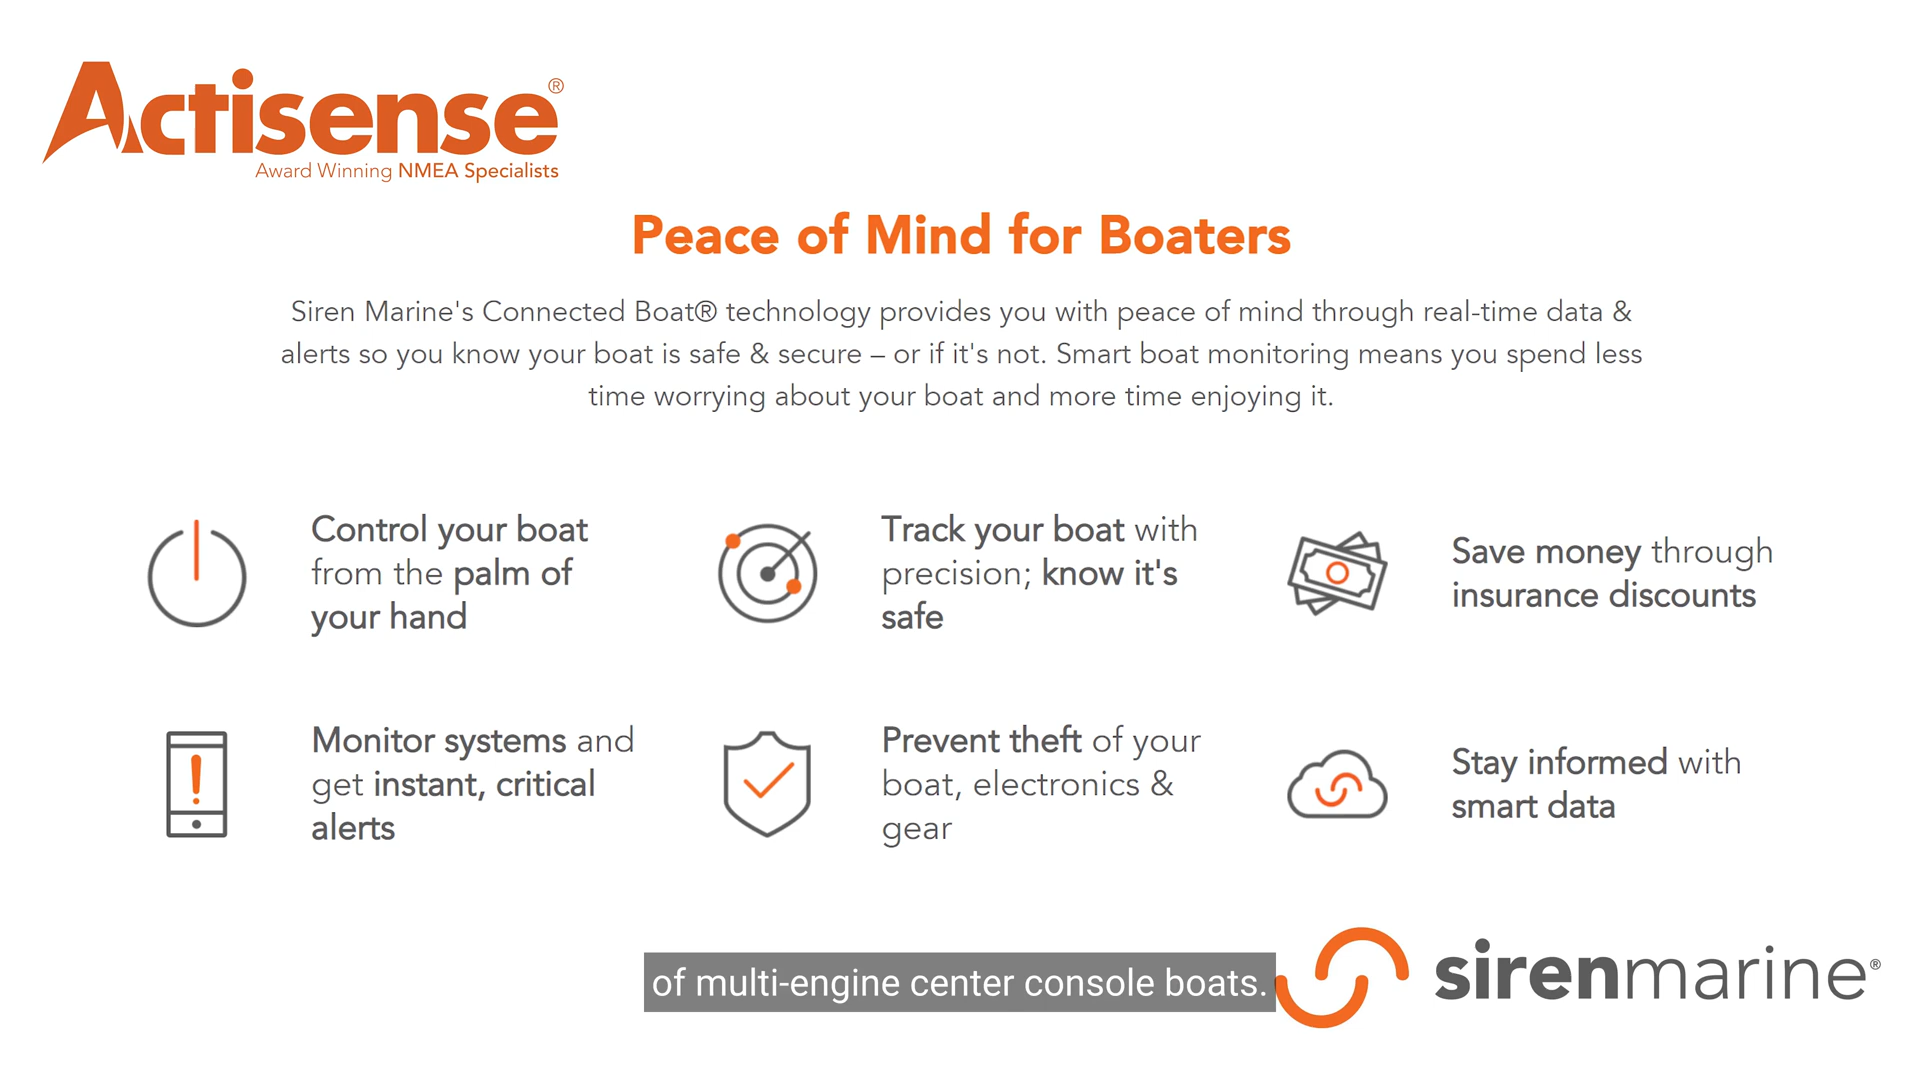 Actisense®
Award Winning NMEA Specialists
Peace of Mind for Boaters
Siren Marine's Connected Boat® technology provides you with peace of mind through real-time data &
alerts so you know your boat is safe & secure – or if it's not. Smart boat monitoring means you spend less
time worrying about your boat and more time enjoying it.
Control your boat
from the palm of
your hand
Track your boat with
precision; know it's
safe
Save money through
insurance discounts
Monitor systems and
get instant, critical
alerts
Prevent theft of your
boat, electronics &
gear
Stay informed with
smart data
of multi-engine center console boats.
sirenmarine®